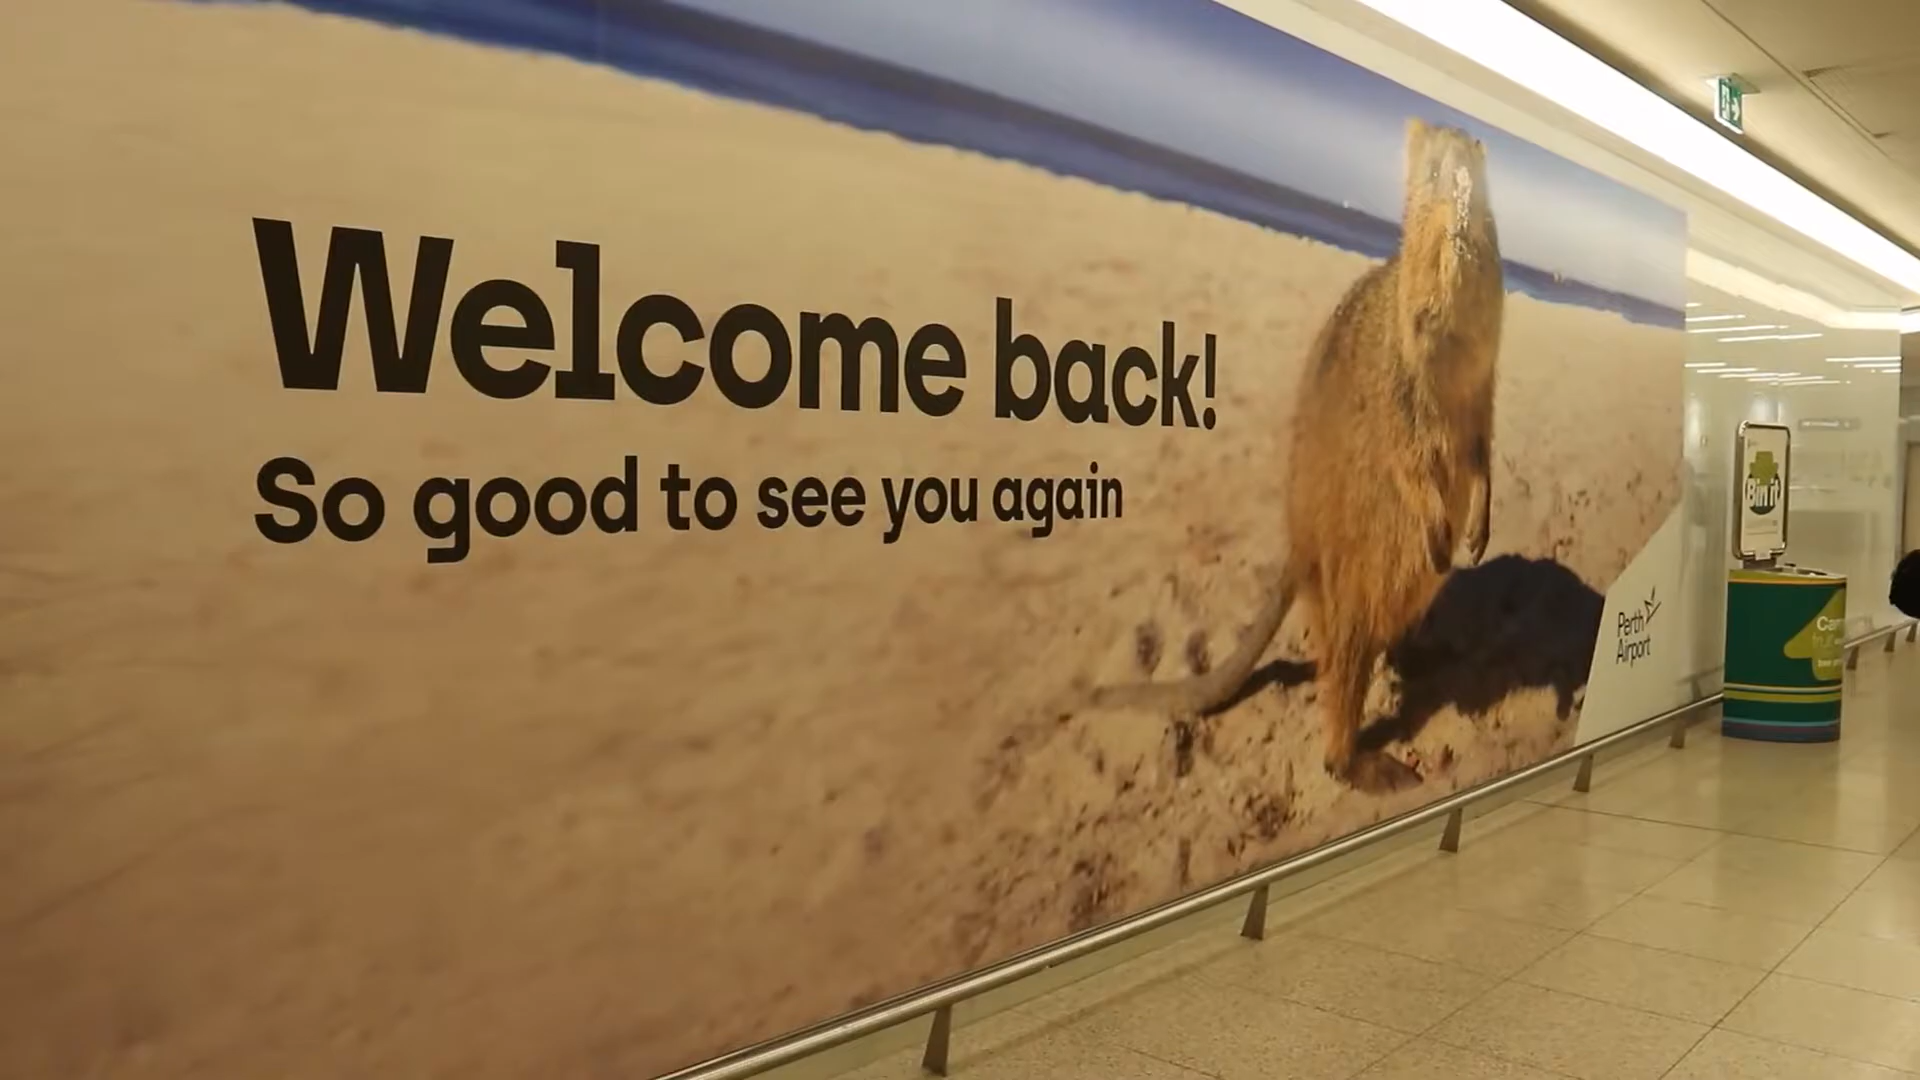 Welcome back!
So good to see you again
Perth
Airport
Bin it